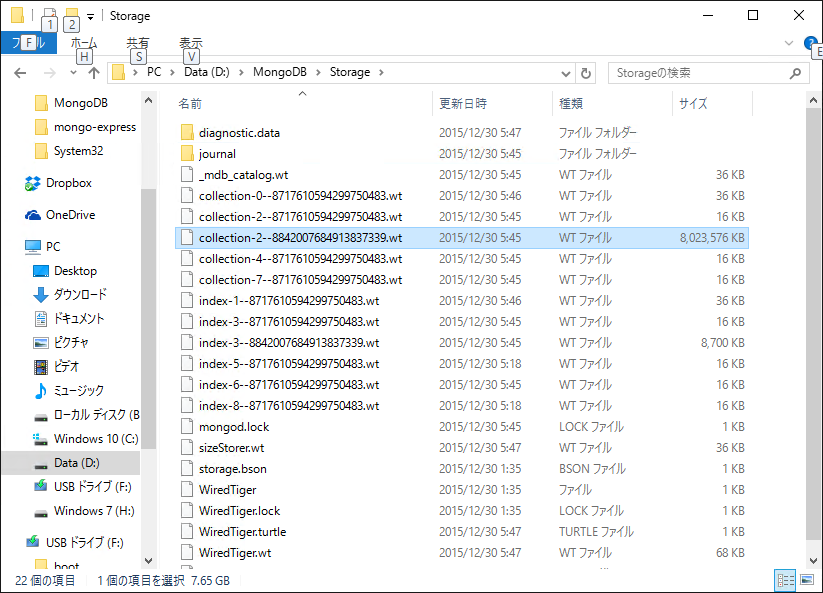 Storage
1 2
ファイル ホーム 共有 表示
F H S V E
PC > Data (D:) > MongoDB > Storage >
Storageの検索
MongoDB
mongo-express
System32
Dropbox
OneDrive
PC
Desktop
ダウンロード
ドキュメント
ピクチャ
ビデオ
ミュージック
ローカル ディスク (B
Windows 10 (C:)
Data (D:)
USB ドライブ (F:)
Windows 7 (H:)
USB ドライブ (F:)
boot
名前 更新日時 種類 サイズ
diagnostic.data 2015/12/30 5:47 ファイル フォルダー
journal 2015/12/30 5:45 ファイル フォルダー
_mdb_catalog.wt 2015/12/30 5:45 WT ファイル 36 KB
collection-0--8717610594299750483.wt 2015/12/30 5:46 WT ファイル 36 KB
collection-2--8717610594299750483.wt 2015/12/30 5:45 WT ファイル 16 KB
collection-2--8842007684913837339.wt 2015/12/30 5:45 WT ファイル 8,023,576 KB
collection-4--8717610594299750483.wt 2015/12/30 5:45 WT ファイル 16 KB
collection-7--8717610594299750483.wt 2015/12/30 5:45 WT ファイル 16 KB
index-1--8717610594299750483.wt 2015/12/30 5:46 WT ファイル 36 KB
index-3--8717610594299750483.wt 2015/12/30 5:45 WT ファイル 16 KB
index-3--8842007684913837339.wt 2015/12/30 5:45 WT ファイル 8,700 KB
index-5--8717610594299750483.wt 2015/12/30 5:18 WT ファイル 16 KB
index-6--8717610594299750483.wt 2015/12/30 5:45 WT ファイル 16 KB
index-8--8717610594299750483.wt 2015/12/30 5:18 WT ファイル 16 KB
mongod.lock 2015/12/30 5:45 LOCK ファイル 1 KB
sizeStorer.wt 2015/12/30 5:47 WT ファイル 36 KB
storage.bson 2015/12/30 1:35 BSON ファイル 1 KB
WiredTiger 2015/12/30 1:35 ファイル 1 KB
WiredTiger.lock 2015/12/30 1:35 LOCK ファイル 1 KB
WiredTiger.turtle 2015/12/30 5:47 TURTLE ファイル 1 KB
WiredTiger.wt 2015/12/30 5:47 WT ファイル 68 KB
22 個の項目 1 個の項目を選択 7.65 GB